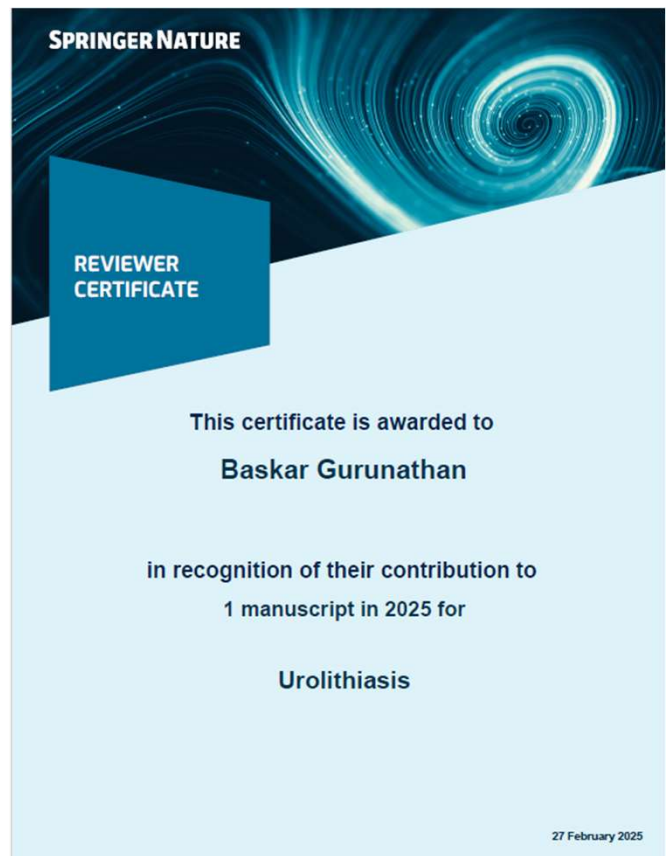 SPRINGER NATURE
REVIEWER
CERTIFICATE
This certificate is awarded to
Baskar Gurunathan
in recognition of their contribution to
1 manuscript in 2025 for
Urolithiasis
27 February 2025